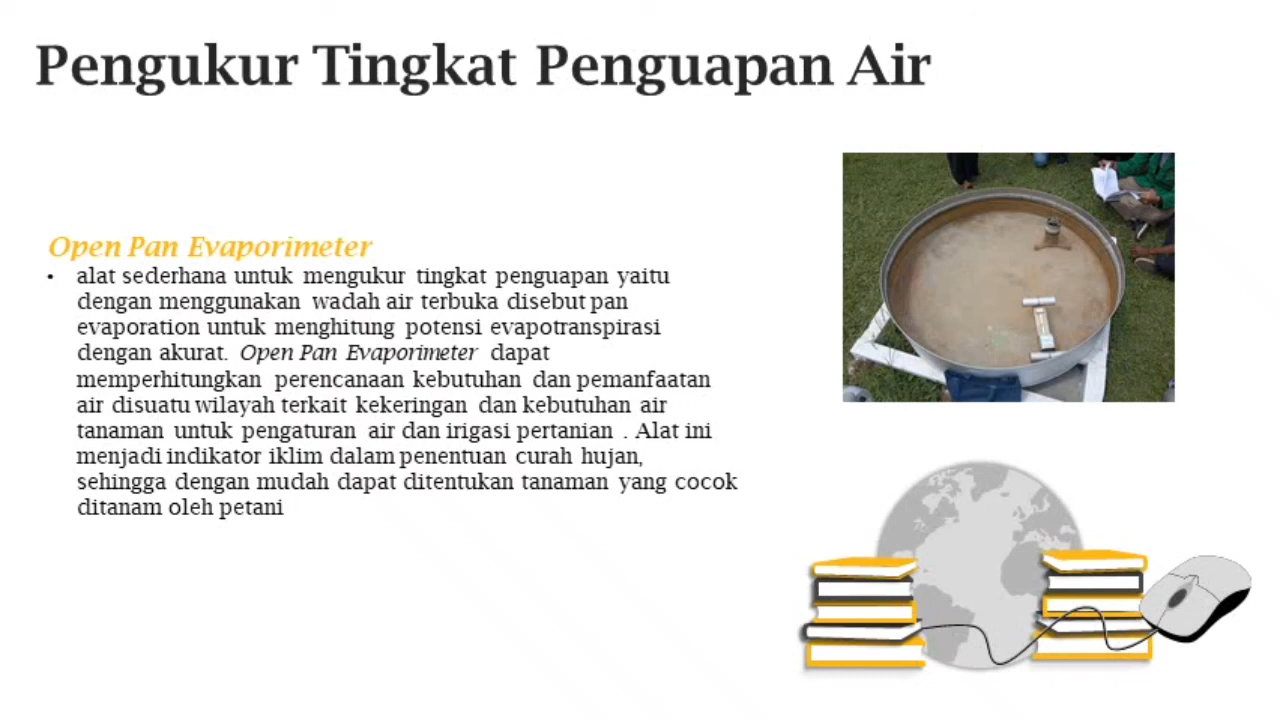 Pengukur Tingkat Penguapan Air
Open Pan Evaporimeter
• alat sederhana untuk mengukur tingkat penguapan yaitu
dengan menggunakan wadah air terbuka disebut pan
evaporation untuk menghitung potensi evapotranspirasi
dengan akurat. Open Pan Evaporimeter dapat
memperhitungkan perencanaan kebutuhan dan pemanfaatan
air disuatu wilayah terkait kekeringan dan kebutuhan air
tanaman untuk pengaturan air dan irigasi pertanian . Alat ini
menjadi indikator iklim dalam penentuan curah hujan,
sehingga dengan mudah dapat ditentukan tanaman yang cocok
ditanam oleh petani